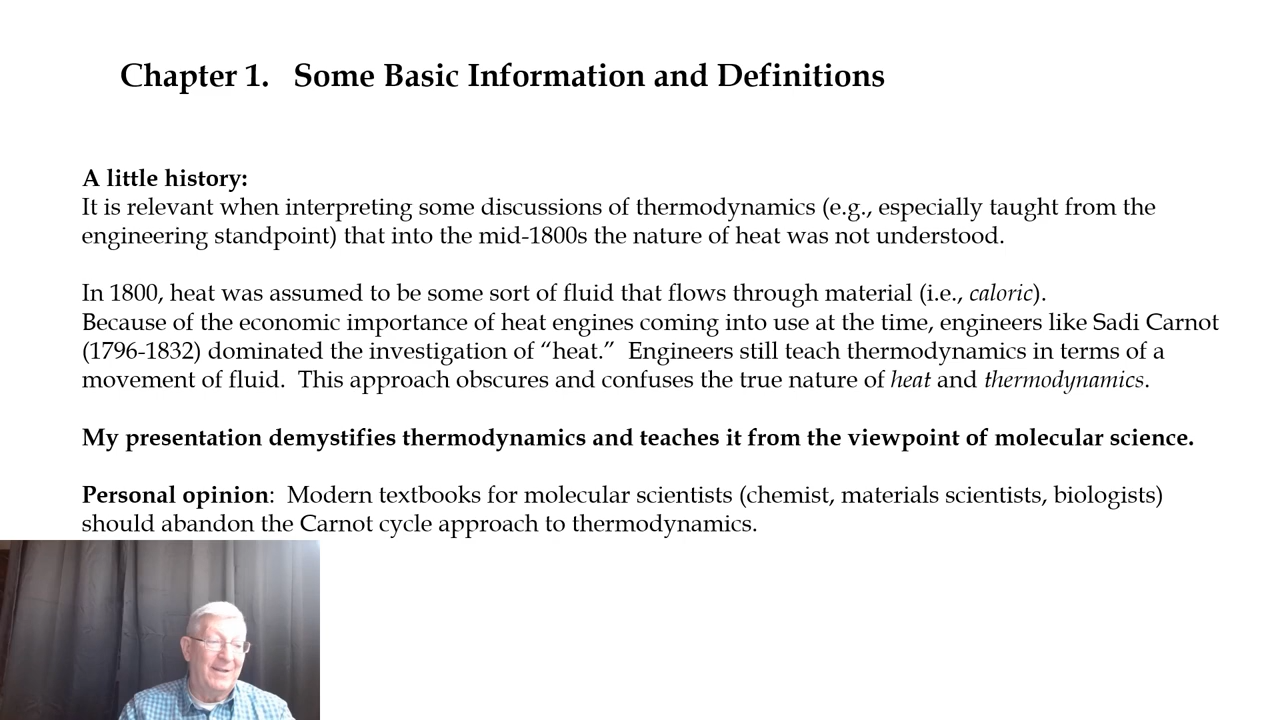 Chapter 1. Some Basic Information and Definitions
A little history:
It is relevant when interpreting some discussions of thermodynamics (e.g., especially taught from the
engineering standpoint) that into the mid-1800s the nature of heat was not understood.
In 1800, heat was assumed to be some sort of fluid that flows through material (i.e., caloric).
Because of the economic importance of heat engines coming into use at the time, engineers like Sadi Carnot
(1796-1832) dominated the investigation of “heat.” Engineers still teach thermodynamics in terms of a
movement of fluid. This approach obscures and confuses the true nature of heat and thermodynamics.
My presentation demystifies thermodynamics and teaches it from the viewpoint of molecular science.
Personal opinion: Modern textbooks for molecular scientists (chemist, materials scientists, biologists)
should abandon the Carnot cycle approach to thermodynamics.